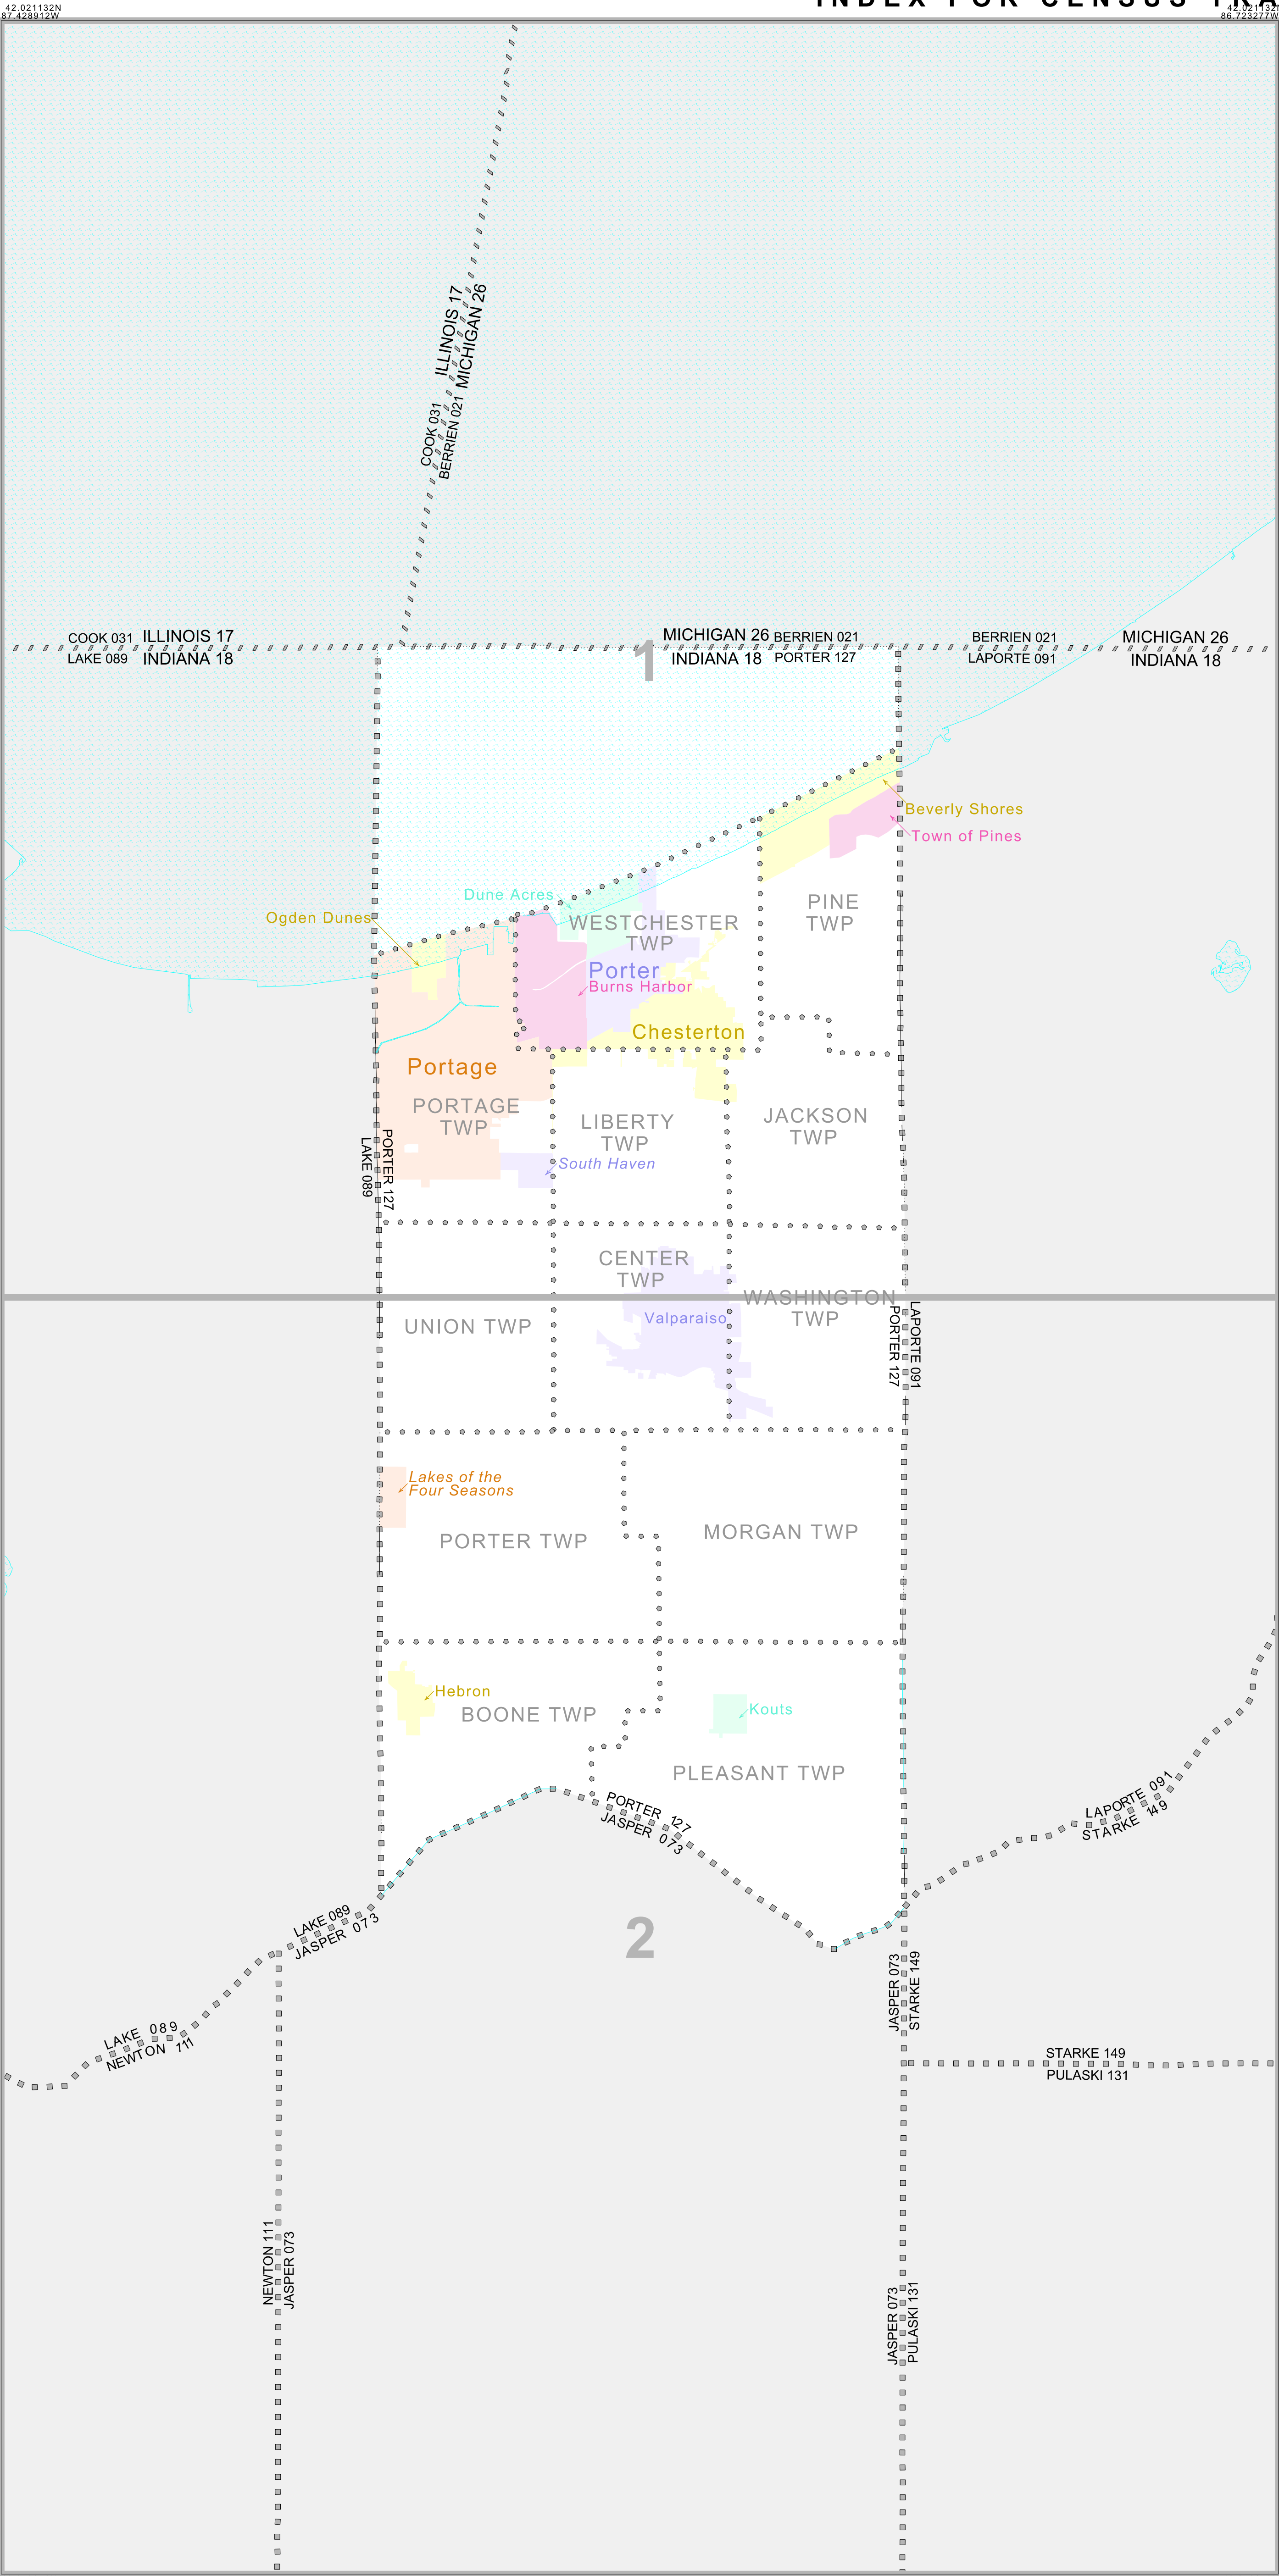 INDEX FOR CENSUS TRA
42.021132N
87.428912W
42.021132N
86.723277W
ILLINOIS 17
MICHIGAN 26
COOK 031
BERRIEN 021
COOK 031 ILLINOIS 17
LAKE 089 INDIANA 18
1
MICHIGAN 26 BERRIEN 021
INDIANA 18 PORTER 127
BERRIEN 021 MICHIGAN 26
LAPORTE 091 INDIANA 18
Beverly Shores
Town of Pines
Dune Acres
Ogden Dunes
WESTCHESTER
TWP
PINE
TWP
Porter
Burns Harbor
Chesterton
Portage
PORTAGE
TWP
LIBERTY
TWP
JACKSON
TWP
PORTER 127
LAKE 089
South Haven
CENTER
TWP
WASHINGTON
TWP
Valparaiso
UNION TWP
LAPORTE 091
PORTER 127
Lakes of the
Four Seasons
PORTER TWP
MORGAN TWP
Hebron
BOONE TWP
Kouts
PLEASANT TWP
PORTER 127
JASPER 073
LAPORTE 091
STARKE 149
LAKE 089
JASPER 073
2
JASPER 073
STARKE 149
LAKE 089
NEWTON 111
STARKE 149
PULASKI 131
NEWTON 111
JASPER 073
JASPER 073
PULASKI 131